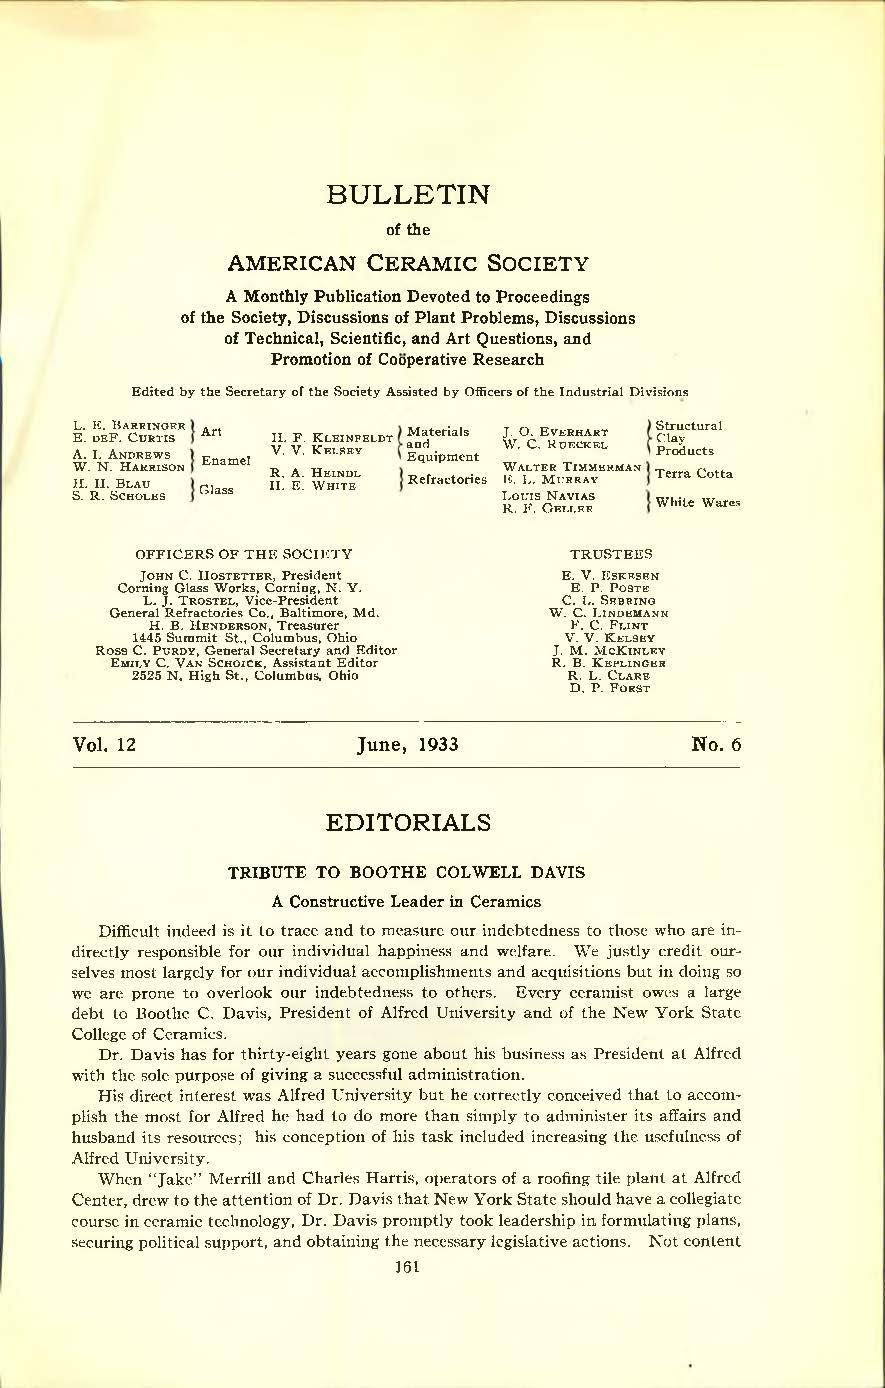 BULLETIN
of the
AMERICAN CERAMIC SOCIETY
A Monthly Publication Devoted to Proceedings
of the Society, Discussions of Plant Problems, Discussions
of Technical, Scientific, and Art Questions, and
Promotion of Coöperative Research
Edited by the Secretary of the Society Assisted by Officers of the Industrial Divisions
L. E. BARRINGER
E. DEF. CURTIS
Art
A. I. ANDREWS
W. N. HARRISON
Enamel
H. H. BLAU
S. R. SCHOLES
Glass
H. F. KLEINFELDT
V. V. KELSEY
Materials
and
Equipment
R. A. HEINDL
H. E. WHITE
Refractories
J. O. EVERHART
W. C. RUECKEL
Structural
Clay
Products
WALTER TIMMERMAN
E. L. MURRAY
Terra Cotta
LOUIS NAVIAS
R. F. GELLER
White Wares
OFFICERS OF THE SOCIETY
JOHN C. HOSTETTER, President
Corning Glass Works, Corning, N. Y.
L. J. TROSTEL, Vice-President
General Refractories Co., Baltimore, Md.
H. B. HENDERSON, Treasurer
1445 Summit St., Columbus, Ohio
ROSS C. PURDY, General Secretary and Editor
EMILY C. VAN SCHOICK, Assistant Editor
2525 N. High St., Columbus, Ohio
TRUSTEES
E. V. ESKESEN
E. P. POSTE
C. L. SEBRING
W. C. LINDEMANN
F. C. FLINT
V. V. KELSEY
J. M. MCKINLEY
R. B. KEPLINGER
R. L. CLARE
D. P. FORST
Vol. 12 June, 1933 No. 6
EDITORIALS
TRIBUTE TO BOOTHE COLWELL DAVIS
A Constructive Leader in Ceramics
Difficult indeed is it to trace and to measure our indebtedness to those who are in-
directly responsible for our individual happiness and welfare. We justly credit our-
selves most largely for our individual accomplishments and acquisitions but in doing so
we are prone to overlook our indebtedness to others. Every ceramist owes a large
debt to Boothe C. Davis, President of Alfred University and of the New York State
College of Ceramics.
Dr. Davis has for thirty-eight years gone about his business as President at Alfred
with the sole purpose of giving a successful administration.
His direct interest was Alfred University but he correctly conceived that to accom-
plish the most for Alfred he had to do more than simply to administer its affairs and
husband its resources; his conception of his task included increasing the usefulness of
Alfred University.
When "Jake" Merrill and Charles Harris, operators of a roofing tile plant at Alfred
Center, drew to the attention of Dr. Davis that New York State should have a collegiate
course in ceramic technology, Dr. Davis promptly took leadership in formulating plans,
securing political support, and obtaining the necessary legislative actions. Not content
161